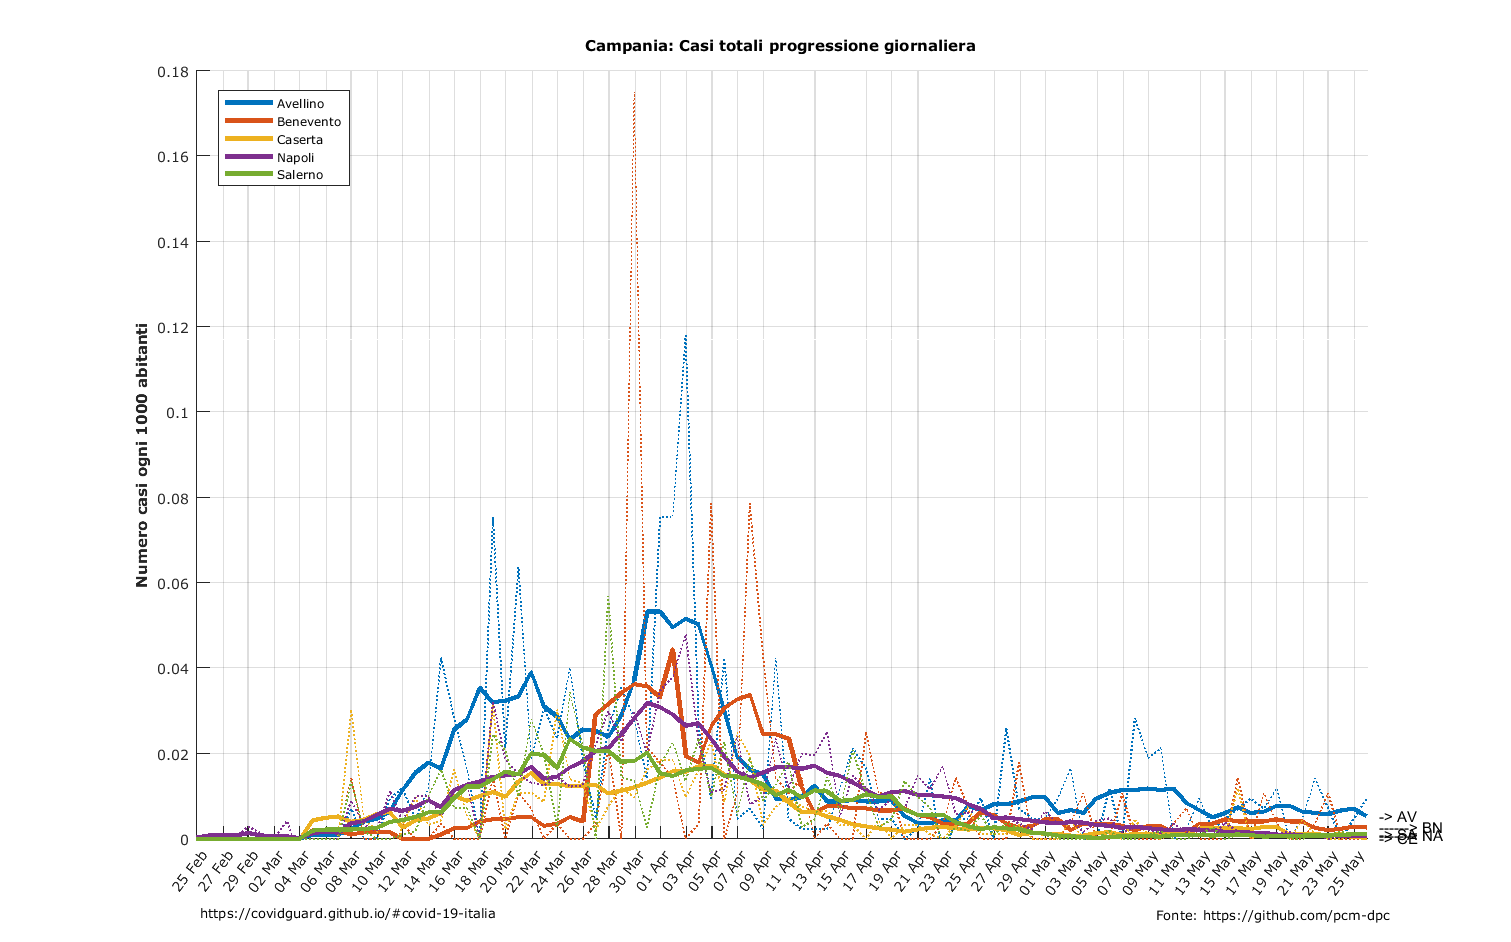 Campania: Casi totali progressione giornaliera
0.18
0.16
0.14
0.12
0.1
0.08
0.06
0.04
0.02
0
Numero casi ogni 1000 abitanti
Avellino
Benevento
Caserta
Napoli
Salerno
-> AV
BN
NA
-> CE
25 Feb
27 Feb
29 Feb
02 Mar
04 Mar
06 Mar
08 Mar
10 Mar
12 Mar
14 Mar
16 Mar
18 Mar
20 Mar
22 Mar
24 Mar
26 Mar
28 Mar
30 Mar
01 Apr
03 Apr
05 Apr
07 Apr
09 Apr
11 Apr
13 Apr
15 Apr
17 Apr
19 Apr
21 Apr
23 Apr
25 Apr
27 Apr
29 Apr
01 May
03 May
05 May
07 May
09 May
11 May
13 May
15 May
17 May
19 May
21 May
23 May
25 May
https://covidguard.github.io/#covid-19-italia
Fonte: https://github.com/pcm-dpc